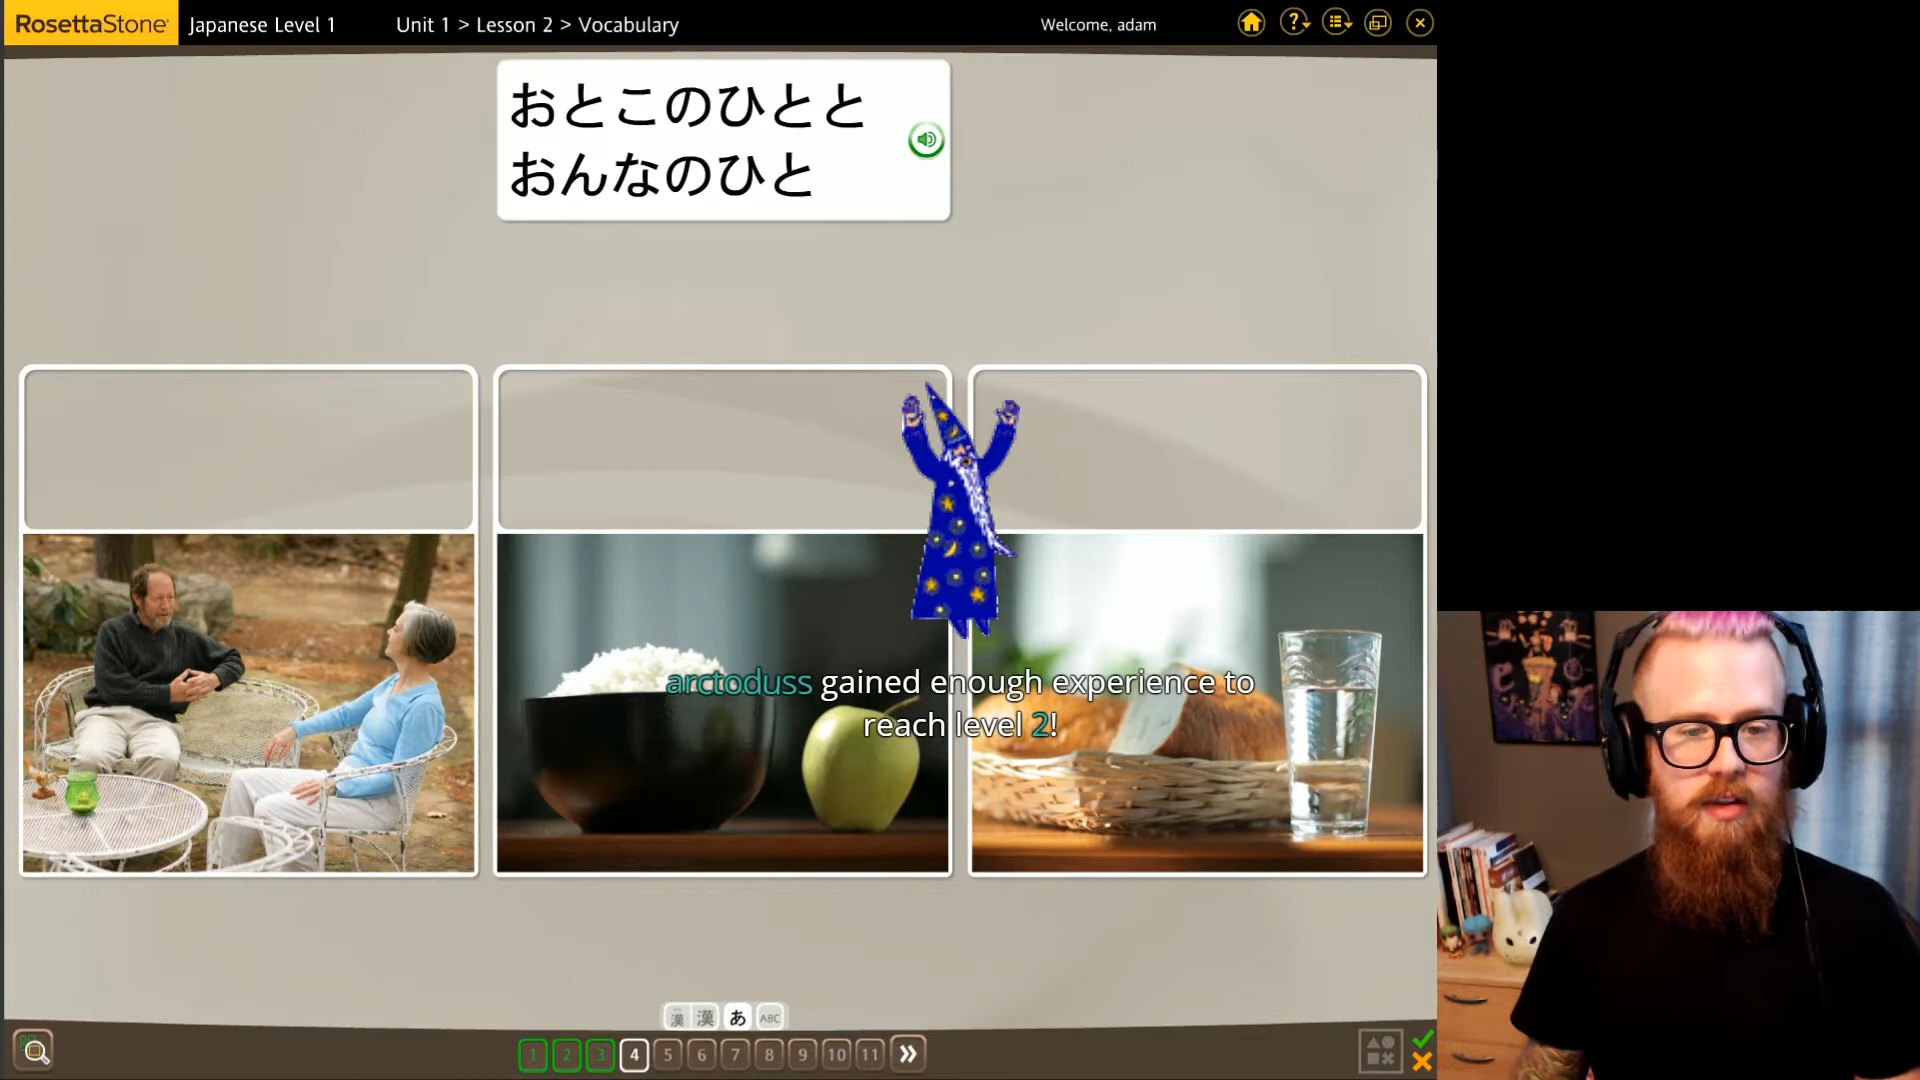 RosettaStone Japanese Level 1 Unit 1 > Lesson 2 > Vocabulary Welcome, adam
おとこのひとと
おんなのひと
arctoduss gained enough experience to
reach level 2!
漢 漢 あ ABC
1 2 3 4 5 6 7 8 9 10 11